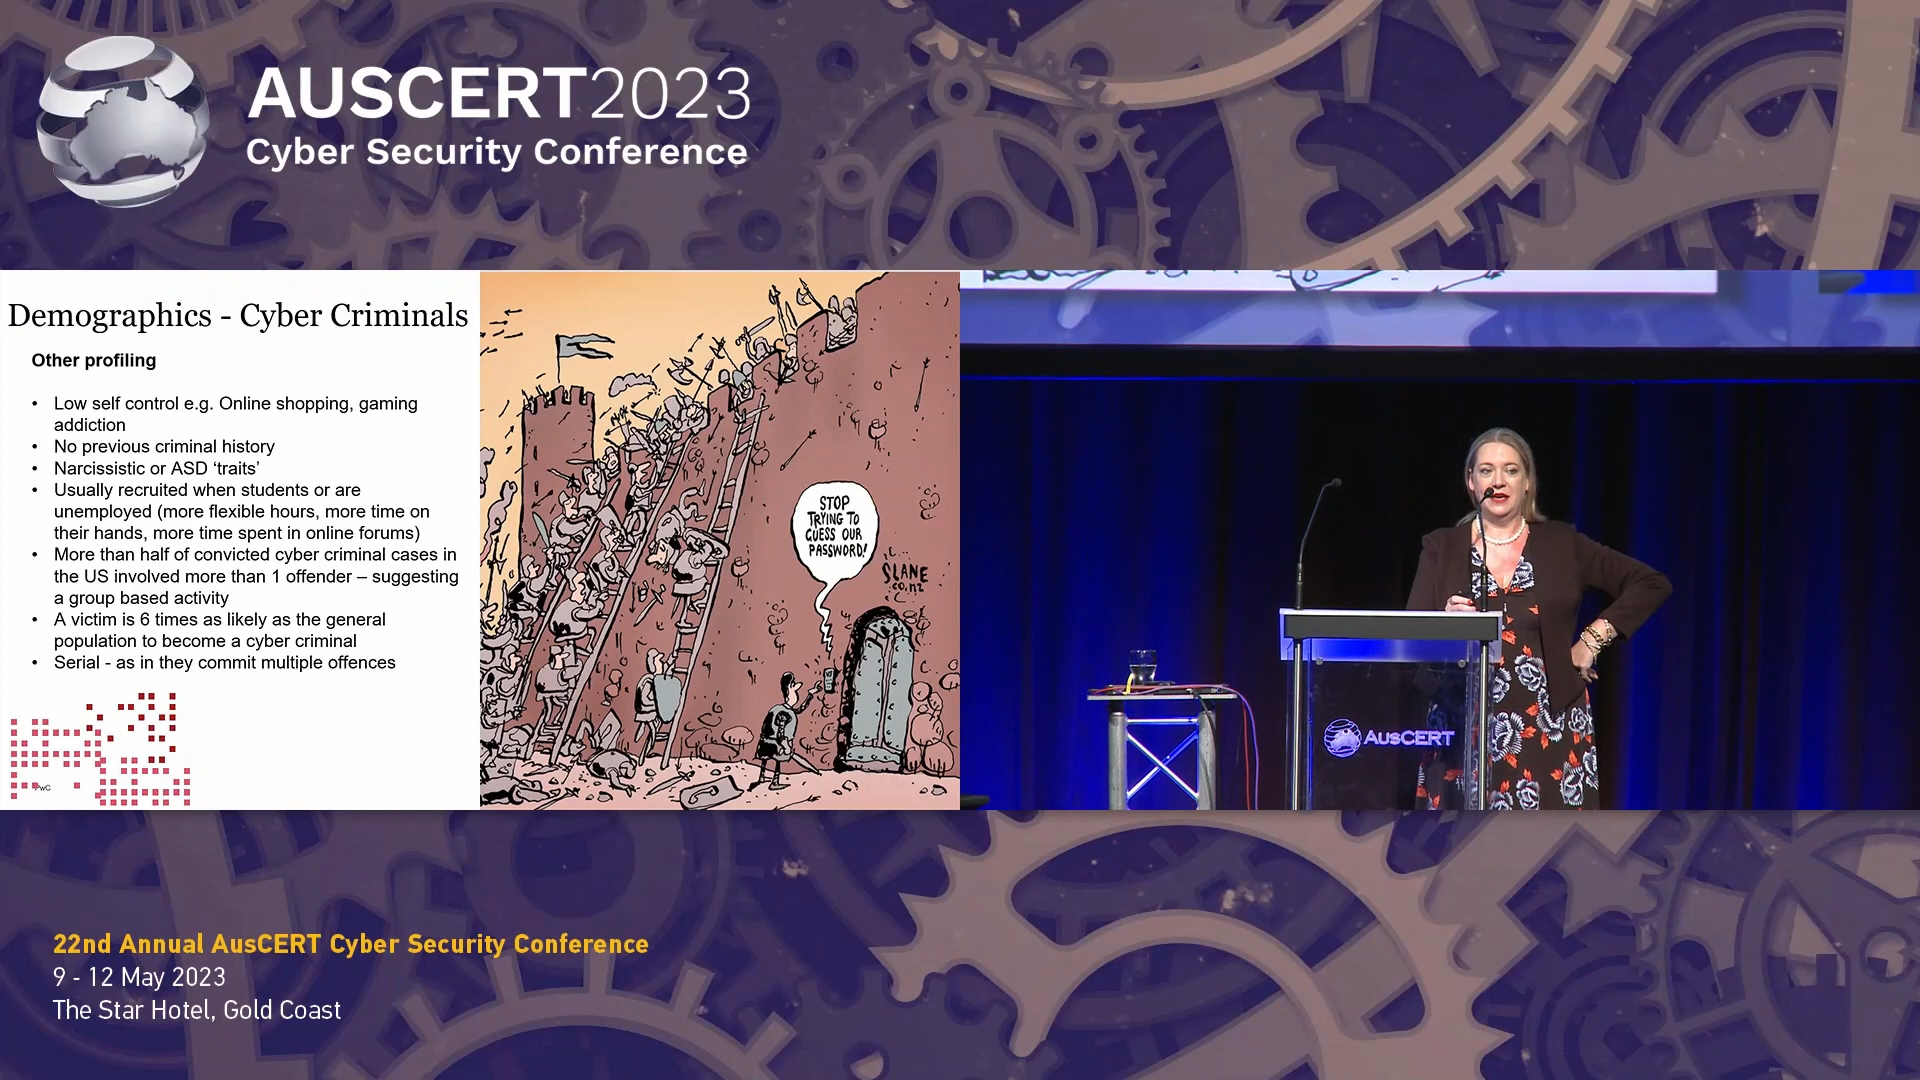 AUSCERT2023
Cyber Security Conference
Demographics - Cyber Criminals
Other profiling
• Low self control e.g. Online shopping, gaming
addiction
• No previous criminal history
• Narcissistic or ASD ‘traits’
• Usually recruited when students or are
unemployed (more flexible hours, more time on
their hands, more time spent in online forums)
• More than half of convicted cyber criminal cases in
the US involved more than 1 offender – suggesting
a group based activity
• A victim is 6 times as likely as the general
population to become a cyber criminal
• Serial - as in they commit multiple offences
PwC
STOP
TRYING TO
GUESS OUR
PASSWORD!
SLANE
.co.nz
AUSCERT
22nd Annual AusCERT Cyber Security Conference
9 - 12 May 2023
The Star Hotel, Gold Coast